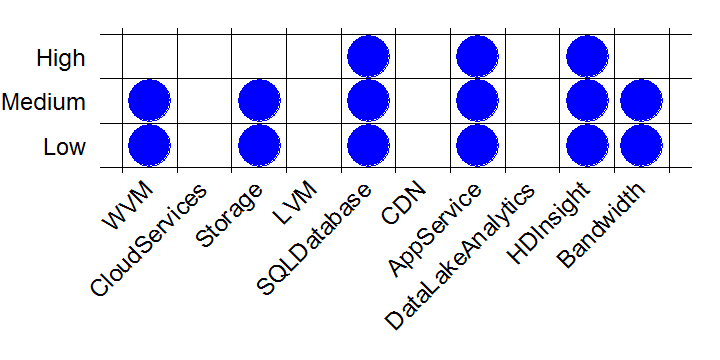 High
Medium
Low
WVM
CloudServices
Storage
LVM
SQLDatabase
CDN
AppService
DataLakeAnalytics
HDInsight
Bandwidth